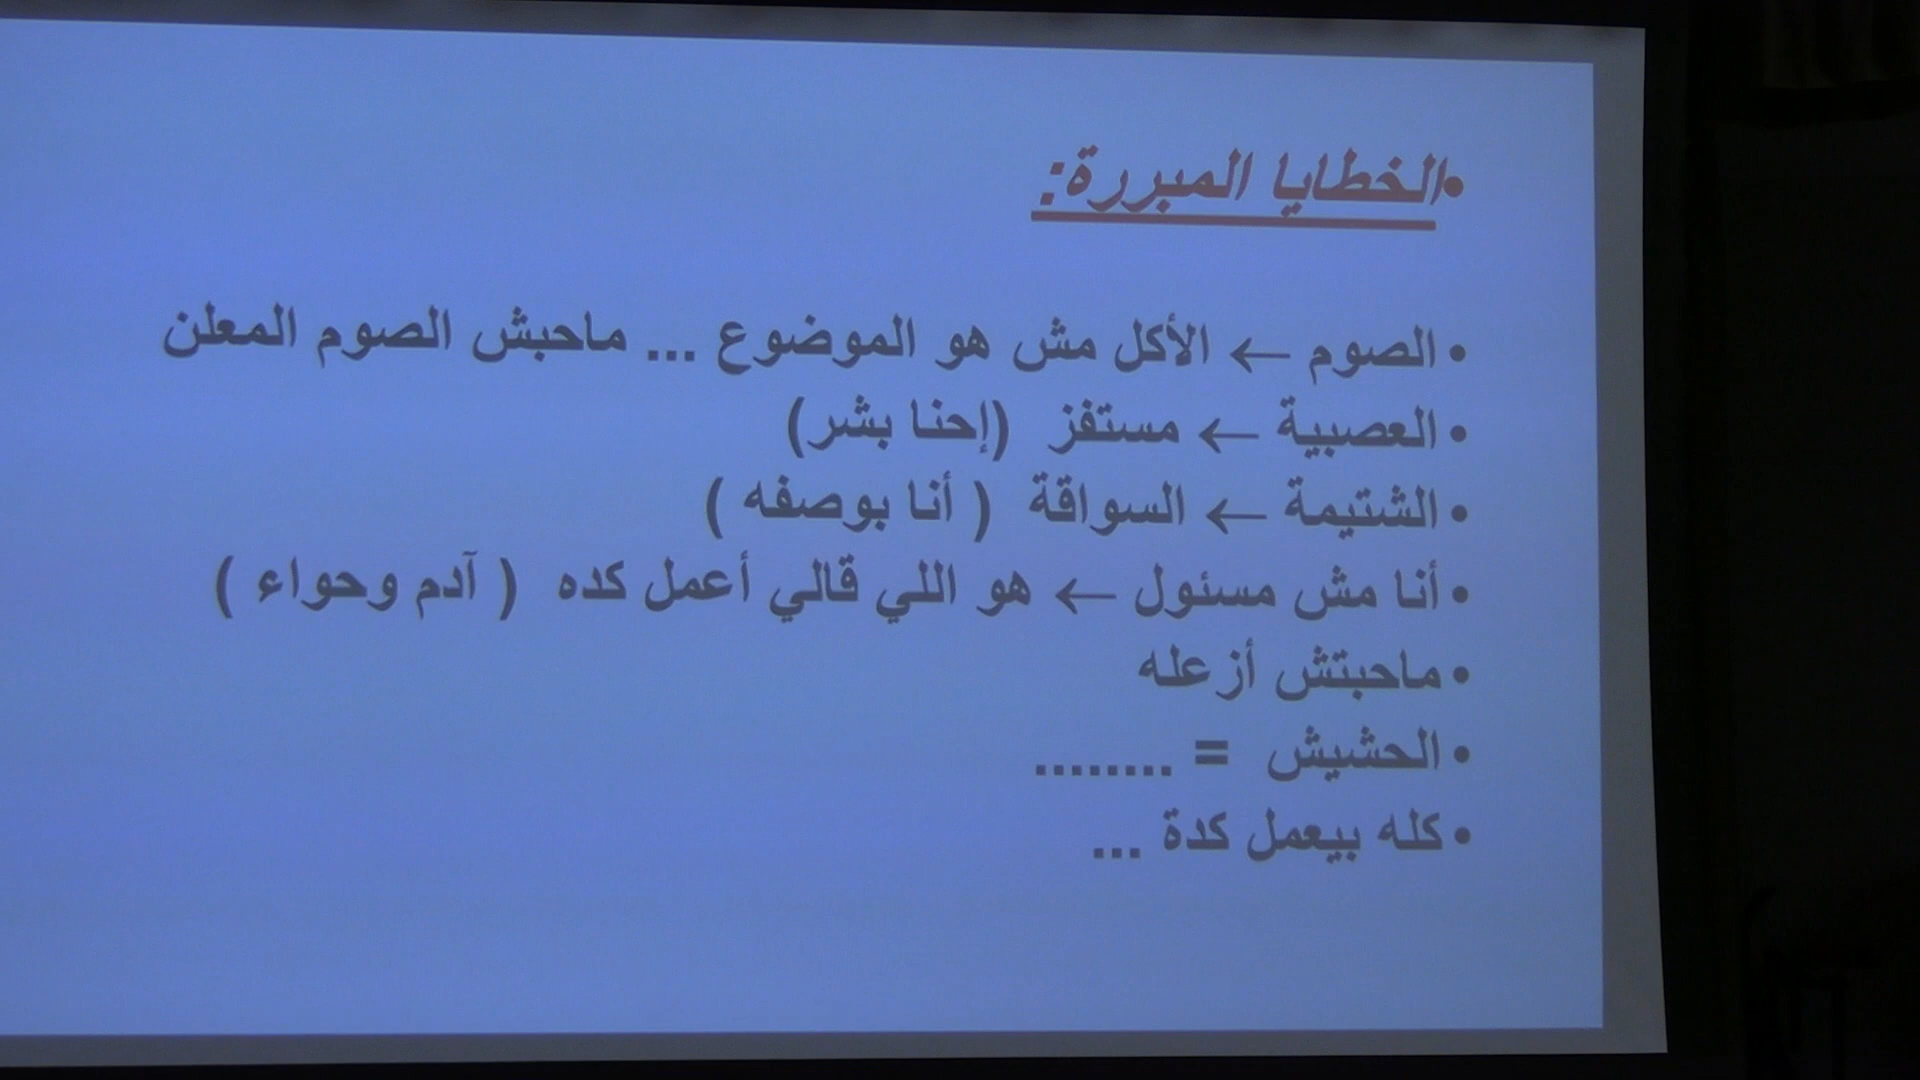 •الخطايا المبررة:
• الصوم ← الأكل مش هو الموضوع ... ماحبش الصوم المعلن
• العصبية ← مستفز (إحنا بشر)
• الشتيمة ← السواقة ( أنا بوصفه )
• أنا مش مسئول ← هو اللي قالي أعمل كده ( آدم وحواء )
• ماحبتش أزعله
• الحشيش = ........
• كله بيعمل كدة ...